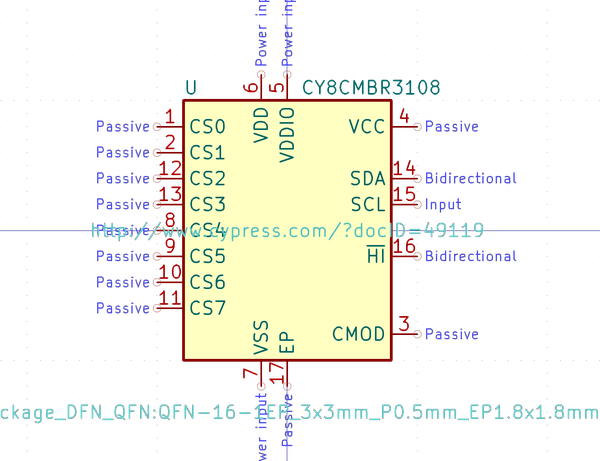 Power inp
Power inp
6
5
U
CY8CMBR3108
VDD
VDDIO
Passive 1 CS0
VCC 4 Passive
Passive 2 CS1
Passive 12 CS2
SDA 14 Bidirectional
Passive 13 CS3
SCL 15 Input
Passive 8 CS4
http://www.cypress.com/?docID=49119
Passive 9 CS5
HI 16 Bidirectional
Passive 10 CS6
Passive 11 CS7
CMOD 3 Passive
VSS
EP
7
17
ckage_DFN_QFN:QFN-16-1EP_3x3mm_P0.5mm_EP1.8x1.8mm
wer input
Passive